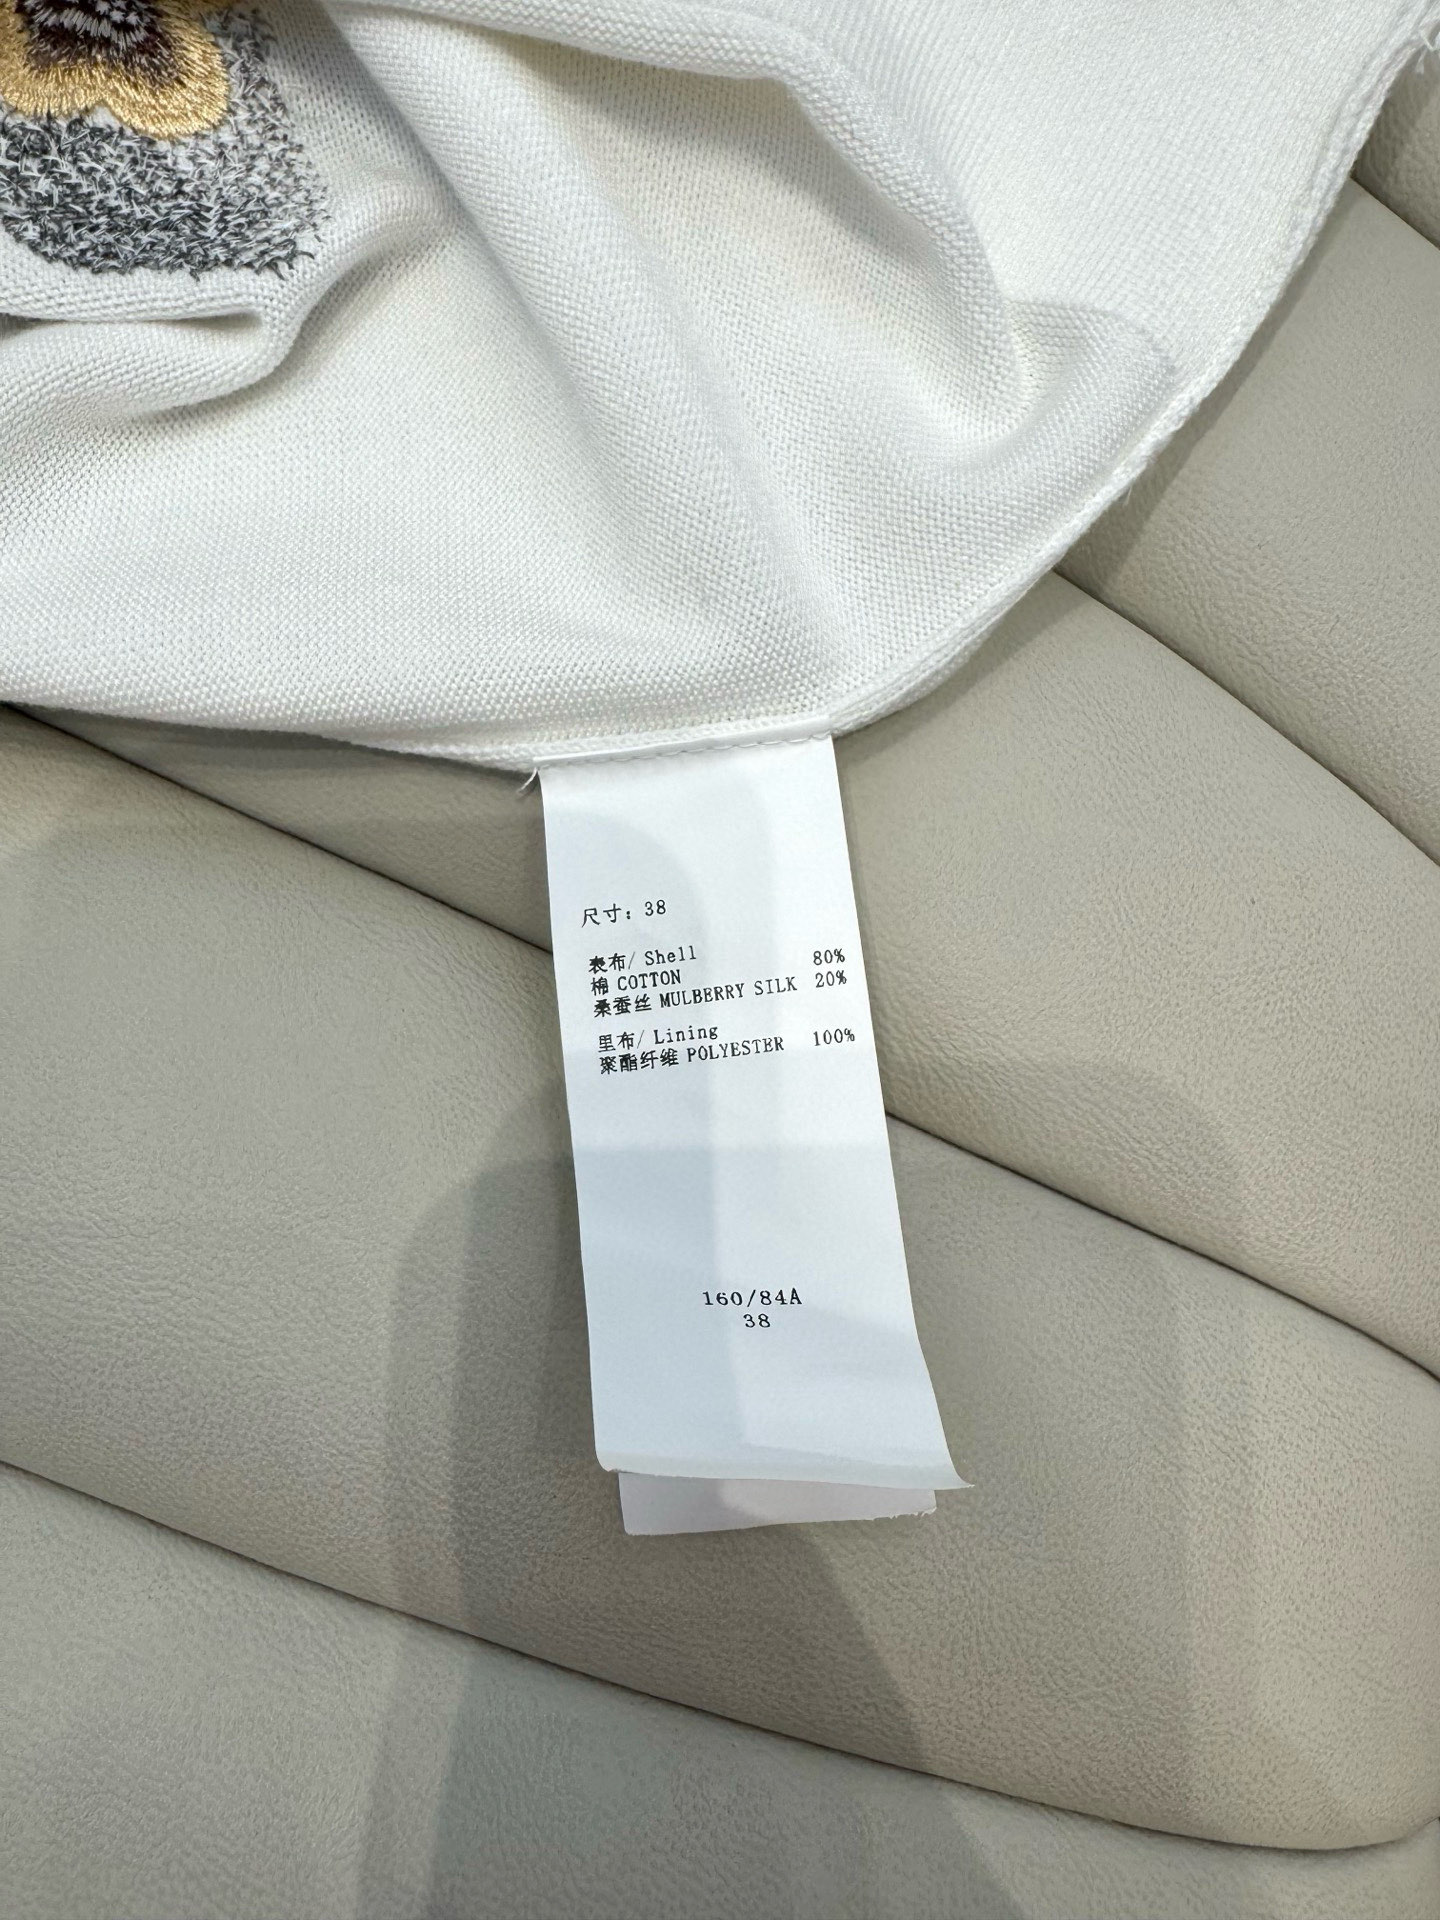 尺寸：38
表布/ Shell 80%
棉 COTTON 20%
桑蚕丝 MULBERRY SILK
里布/ Lining 100%
聚酯纤维 POLYESTER
160/84A
38